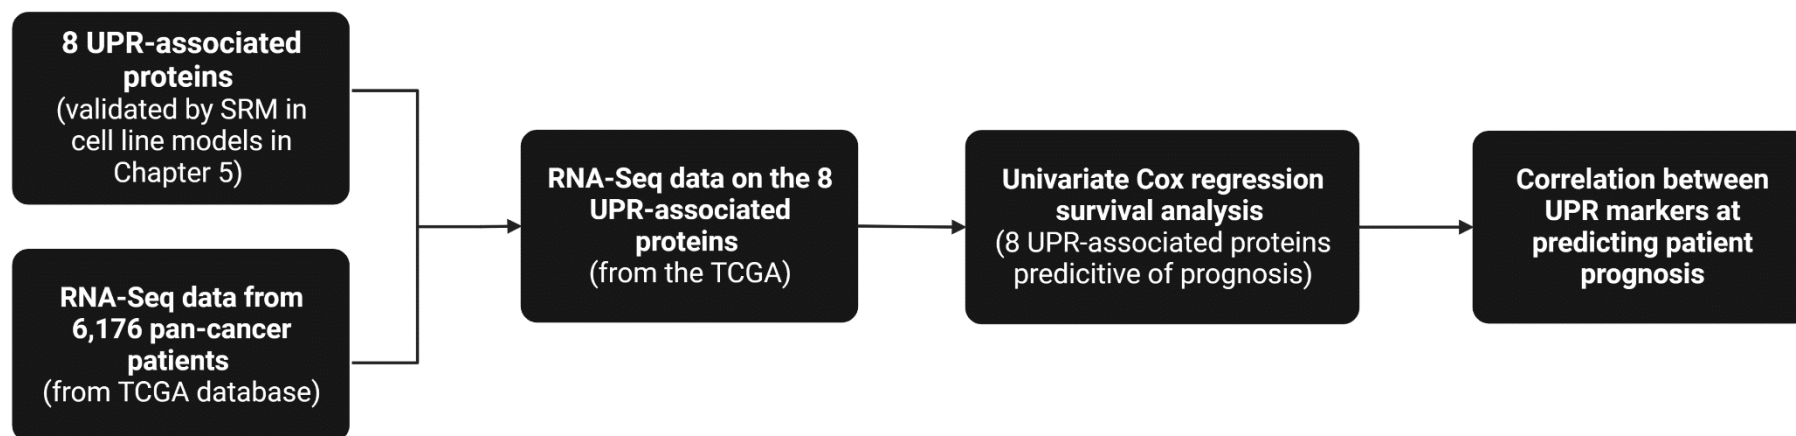 8 UPR-associated
proteins
(validated by SRM in
cell line models in
Chapter 5)
RNA-Seq data from
6,176 pan-cancer
patients
(from TCGA database)
RNA-Seq data on the 8
UPR-associated
proteins
(from the TCGA)
Univariate Cox regression
survival analysis
(8 UPR-associated proteins
predicitive of prognosis)
Correlation between
UPR markers at
predicting patient
prognosis